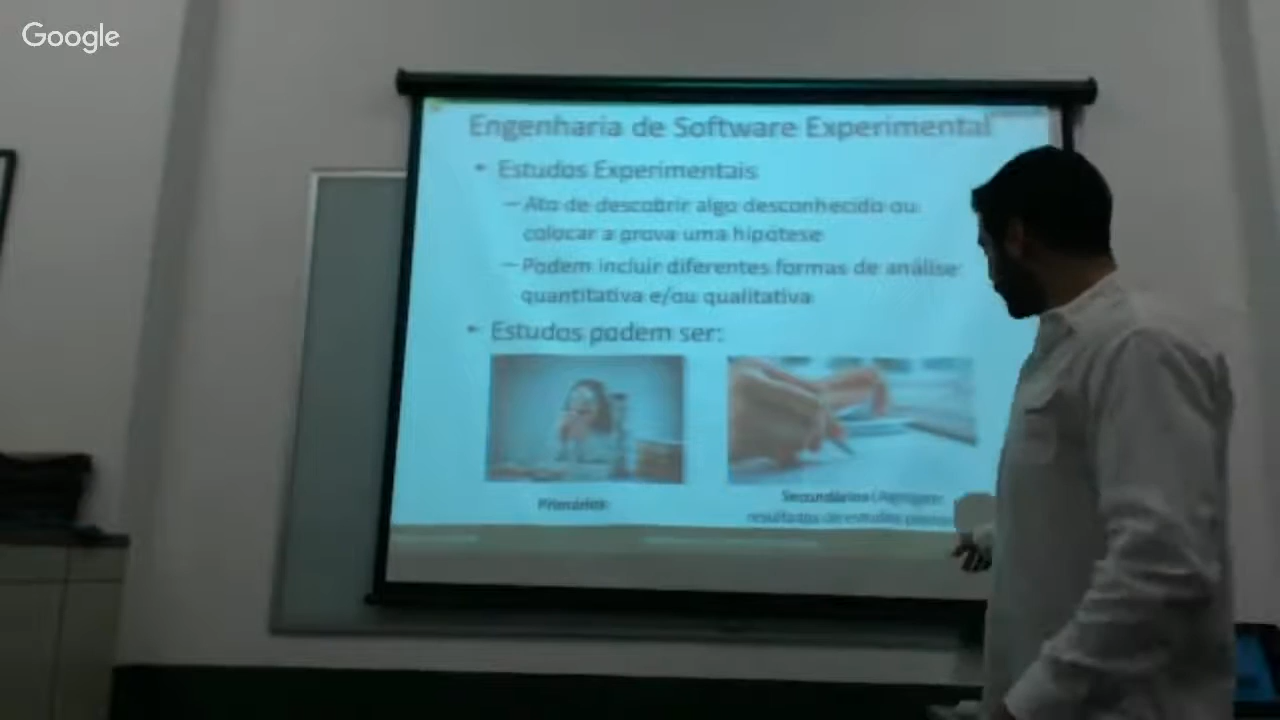 Google
Engenharia de Software Experimental
• Estudos Experimentais
– Ato de descobrir algo desconhecido ou
colocar a prova uma hipótese
– Podem incluir diferentes formas de análise
quantitativa e/ou qualitativa
• Estudos podem ser:
Primários
Secundários
resultados de estudos